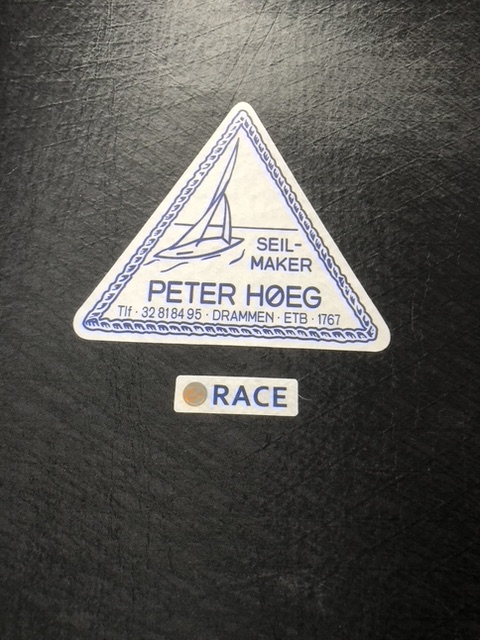 SEIL-
MAKER
PETER HØEG
Tlf · 32 81 84 95 · DRAMMEN · ETB · 1767
RACE